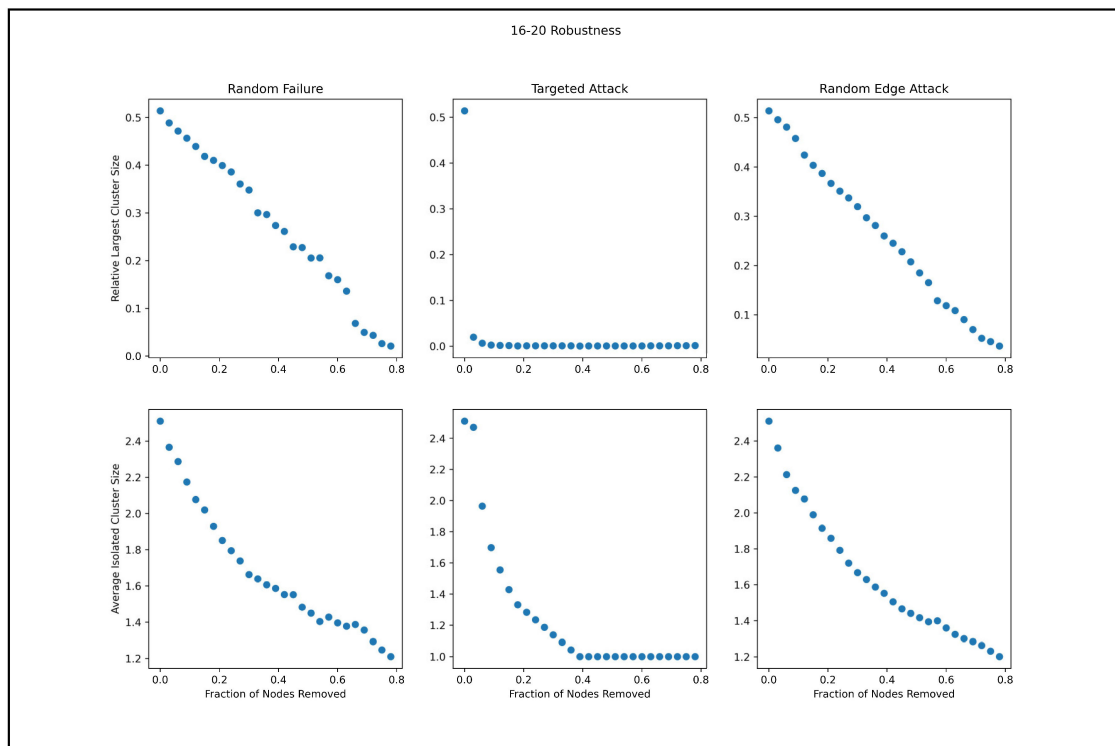 16-20 Robustness
Random Failure
Targeted Attack
Random Edge Attack
Relative Largest Cluster Size
0.5
0.4
0.3
0.2
0.1
0.0
0.0 0.2 0.4 0.6 0.8
0.5
0.4
0.3
0.2
0.1
0.0
0.0 0.2 0.4 0.6 0.8
0.5
0.4
0.3
0.2
0.1
0.0 0.2 0.4 0.6 0.8
Average Isolated Cluster Size
2.4
2.2
2.0
1.8
1.6
1.4
1.2
0.0 0.2 0.4 0.6 0.8
Fraction of Nodes Removed
2.4
2.2
2.0
1.8
1.6
1.4
1.2
1.0
0.0 0.2 0.4 0.6 0.8
Fraction of Nodes Removed
2.4
2.2
2.0
1.8
1.6
1.4
1.2
0.0 0.2 0.4 0.6 0.8
Fraction of Nodes Removed